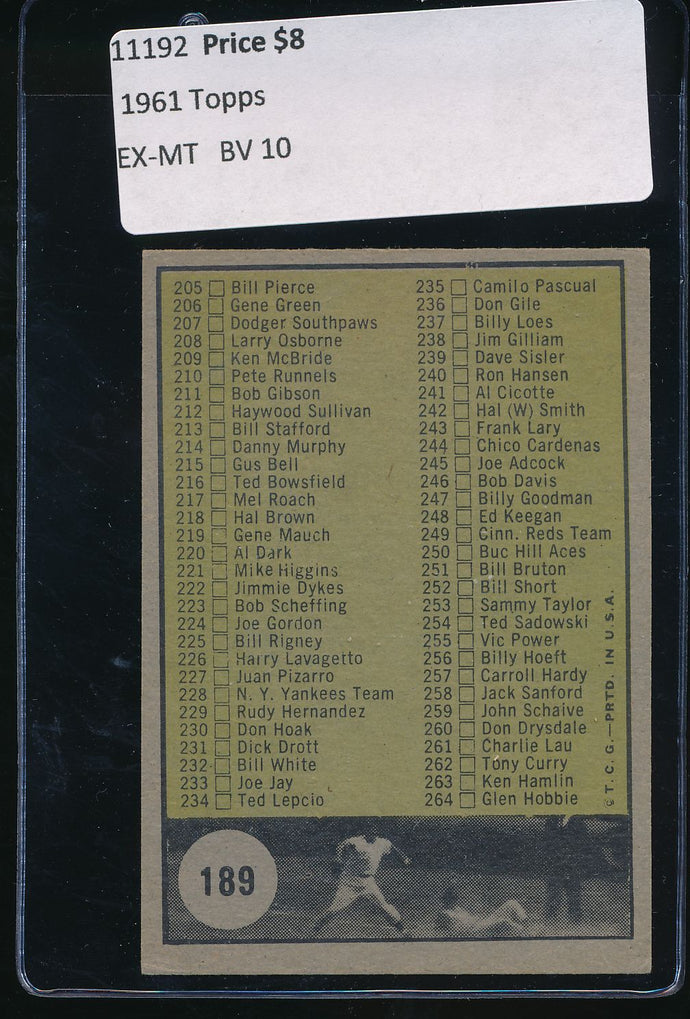 11192 Price $8
1961 Topps
EX-MT BV 10
205 Bill Pierce
206 Gene Green
207 Dodger Southpaws
208 Larry Osborne
209 Ken McBride
210 Pete Runnels
211 Bob Gibson
212 Haywood Sullivan
213 Bill Stafford
214 Danny Murphy
215 Gus Bell
216 Ted Bowsfield
217 Mel Roach
218 Hal Brown
219 Gene Mauch
220 Al Dark
221 Mike Higgins
222 Jimmie Dykes
223 Bob Scheffing
224 Joe Gordon
225 Bill Rigney
226 Harry Lavagetto
227 Juan Pizarro
228 N. Y. Yankees Team
229 Rudy Hernandez
230 Don Hoak
231 Dick Drott
232 Bill White
233 Joe Jay
234 Ted Lepcio
235 Camilo Pascual
236 Don Gile
237 Billy Loes
238 Jim Gilliam
239 Dave Sisler
240 Ron Hansen
241 Al Cicotte
242 Hal (W) Smith
243 Frank Lary
244 Chico Cardenas
245 Joe Adcock
246 Bob Davis
247 Billy Goodman
248 Ed Keegan
249 Cinn. Reds Team
250 Buc Hill Aces
251 Bill Bruton
252 Bill Short
253 Sammy Taylor
254 Ted Sadowski
255 Vic Power
256 Billy Hoeft
257 Carroll Hardy
258 Jack Sanford
259 John Schaive
260 Don Drysdale
261 Charlie Lau
262 Tony Curry
263 Ken Hamlin
264 Glen Hobbie
© T. C. G.—PRTD. IN U.S.A.
189